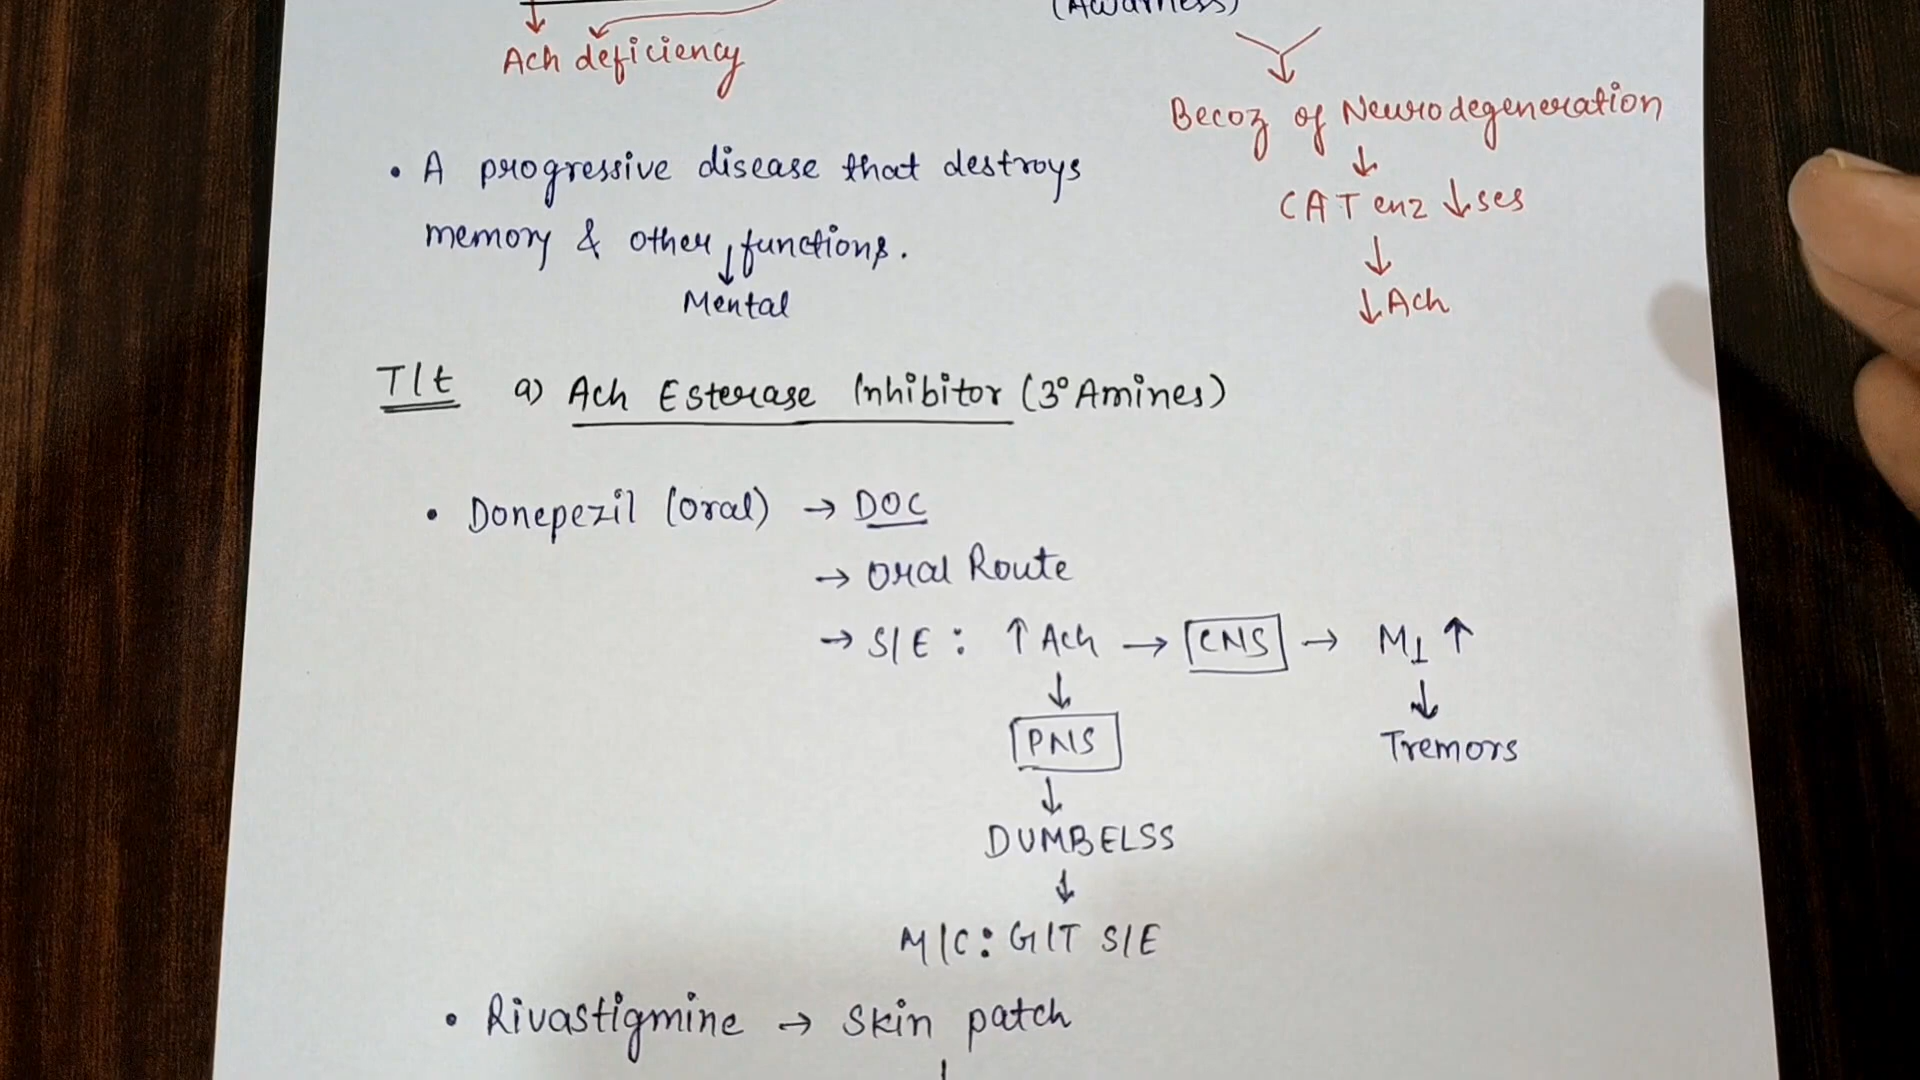 (Awarness)
Ach deficiency
Becoz of Neurodegeneration
↓
CAT enz ↓ses
↓
↓Ach
• A progressive disease that destroys
memory & other functions.
↓
Mental
T/t a) Ach Esterase Inhibitor (3° Amines)
• Donepezil (oral) → DOC
→ Oral Route
→ S/E : ↑ Ach → CNS → M1 ↑
↓ ↓
PNS Tremors
↓
DUMBELSS
↓
M/C : GIT S/E
• Rivastigmine → Skin patch